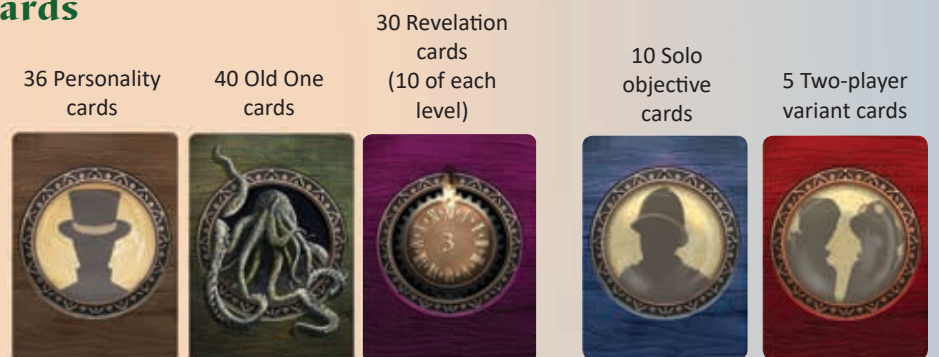 ards
36 Personality
cards
40 Old One
cards
30 Revelation
cards
(10 of each
level)
10 Solo
objective
cards
5 Two-player
variant cards
3